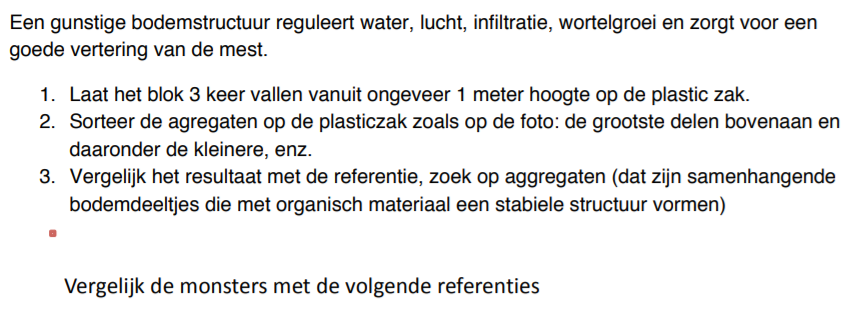 Een gunstige bodemstructuur reguleert water, lucht, infiltratie, wortelgroei en zorgt voor een
goede vertering van de mest.
1. Laat het blok 3 keer vallen vanuit ongeveer 1 meter hoogte op de plastic zak.
2. Sorteer de agregaten op de plasticzak zoals op de foto: de grootste delen bovenaan en
daaronder de kleinere, enz.
3. Vergelijk het resultaat met de referentie, zoek op aggregaten (dat zijn samenhangende
bodemdeeltjes die met organisch materiaal een stabiele structuur vormen)
Vergelijk de monsters met de volgende referenties